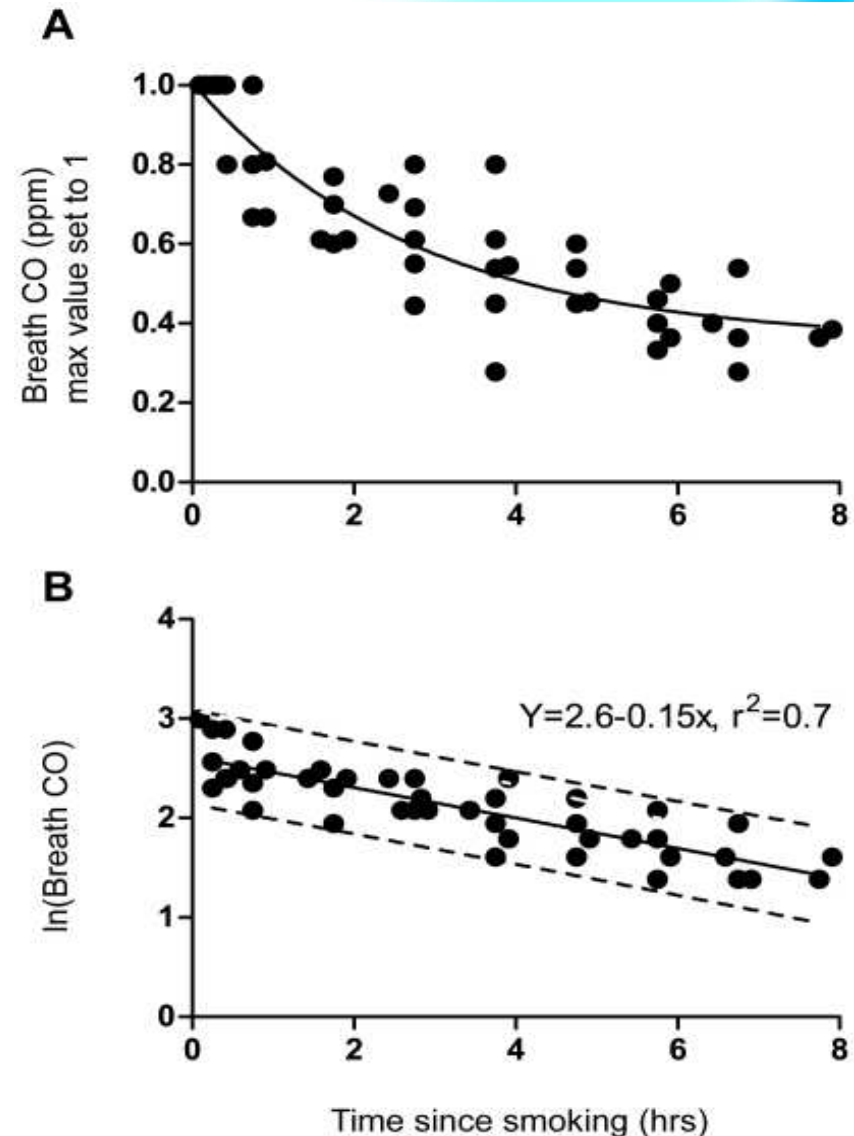 A
Breath CO (ppm)
max value set to 1
1.0
0.8
0.6
0.4
0.2
0.0
0 2 4 6 8
B
ln(Breath CO)
4
3
2
1
0
Y=2.6-0.15x, r²=0.7
0 2 4 6 8
Time since smoking (hrs)